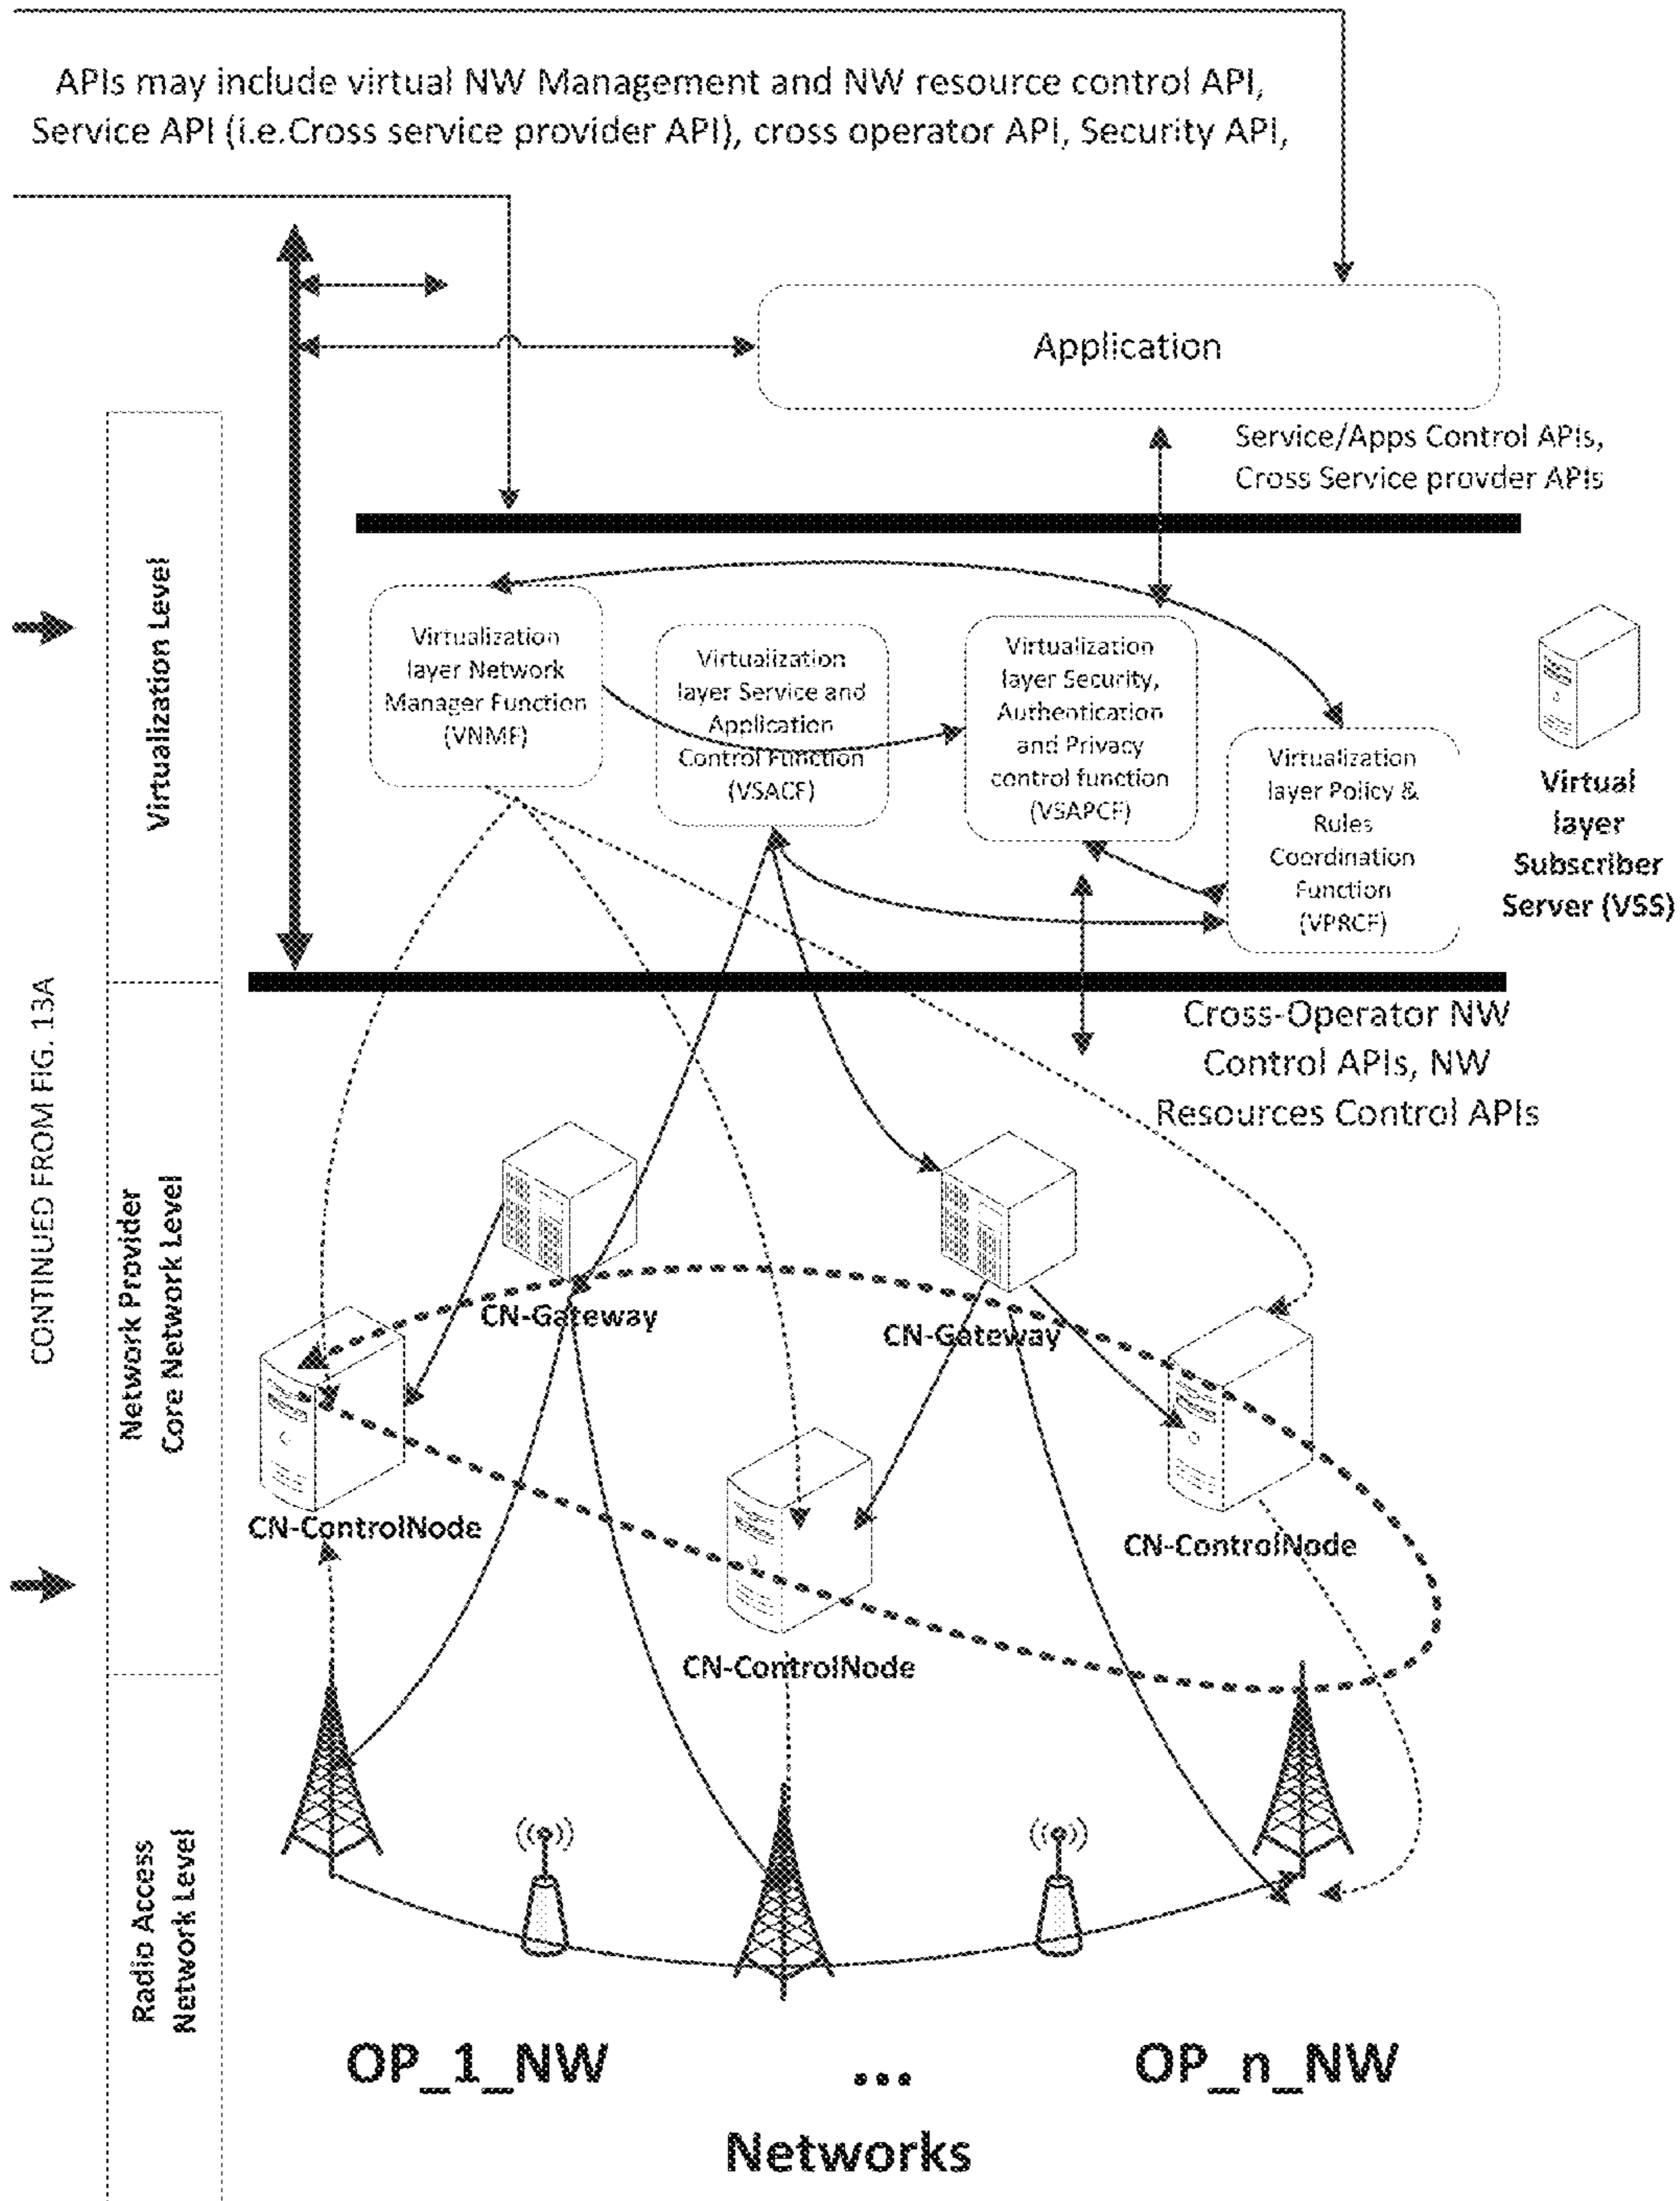 APIs may include virtual NW Management and NW resource control API,
Service API (i.e.Cross service provider API), cross operator API, Security API,
Application
Service/Apps Control APIs,
Cross Service provder APIs
Virtualization Level
Virtualization
layer Network
Manager Function
(VNMF)
Virtualization
layer Service and
Application
Control Function
(VSACF)
Virtualization
layer Security,
Authentication
and Privacy
control function
(VSAPCF)
Virtualization
layer Policy &
Rules
Coordination
Function
(VPRCF)
Virtual
layer
Subscriber
Server (VSS)
CONTINUED FROM FIG. 13A
Network Provider
Core Network Level
Cross-Operator NW
Control APIs, NW
Resources Control APIs
CN-Gateway
CN-Gateway
CN-ControlNode
CN-ControlNode
CN-ControlNode
Radio Access
Network Level
OP_1_NW
...
OP_n_NW
Networks